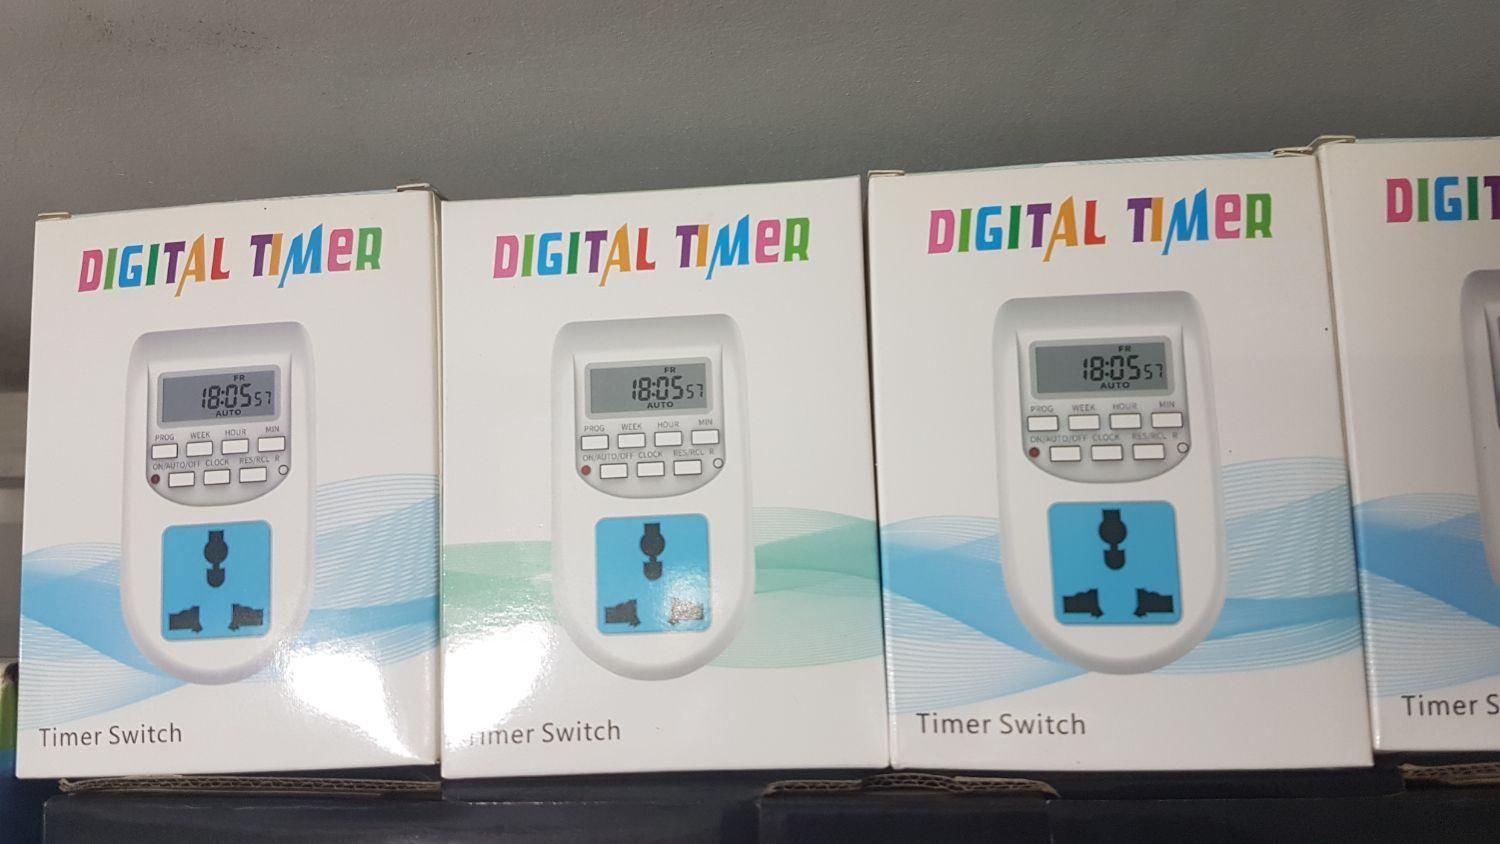 DIGITAL TIMER
FR
18:05 57
AUTO
PROG WEEK HOUR MIN
ON/AUTO/OFF CLOCK RES/RCL R
Timer Switch
DIGITAL TIMER
FR
18:05 57
AUTO
PROG WEEK HOUR MIN
ON/AUTO/OFF CLOCK RES/RCL R
Timer Switch
DIGITAL TIMER
FR
18:05 57
AUTO
PROG WEEK HOUR MIN
ON/AUTO/OFF CLOCK RES/RCL R
Timer Switch
DIGIT
Timer S